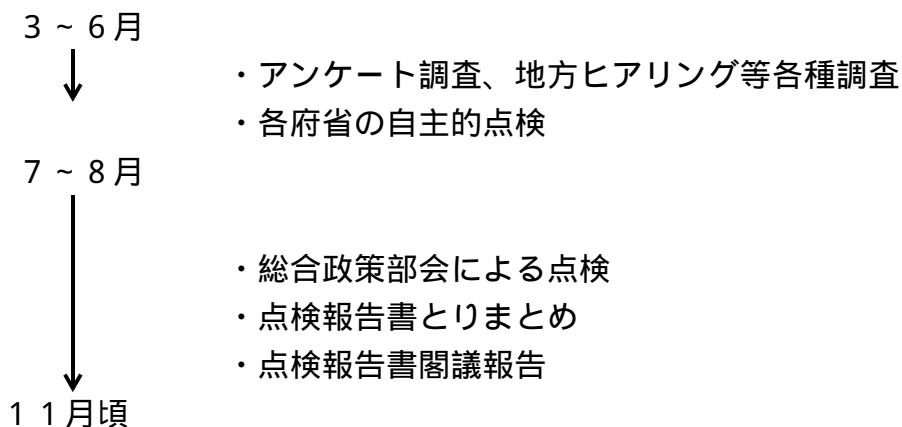 ３～６月
・アンケート調査、地方ヒアリング等各種調査
・各府省の自主的点検
７～８月
・総合政策部会による点検
・点検報告書とりまとめ
・点検報告書閣議報告
１１月頃